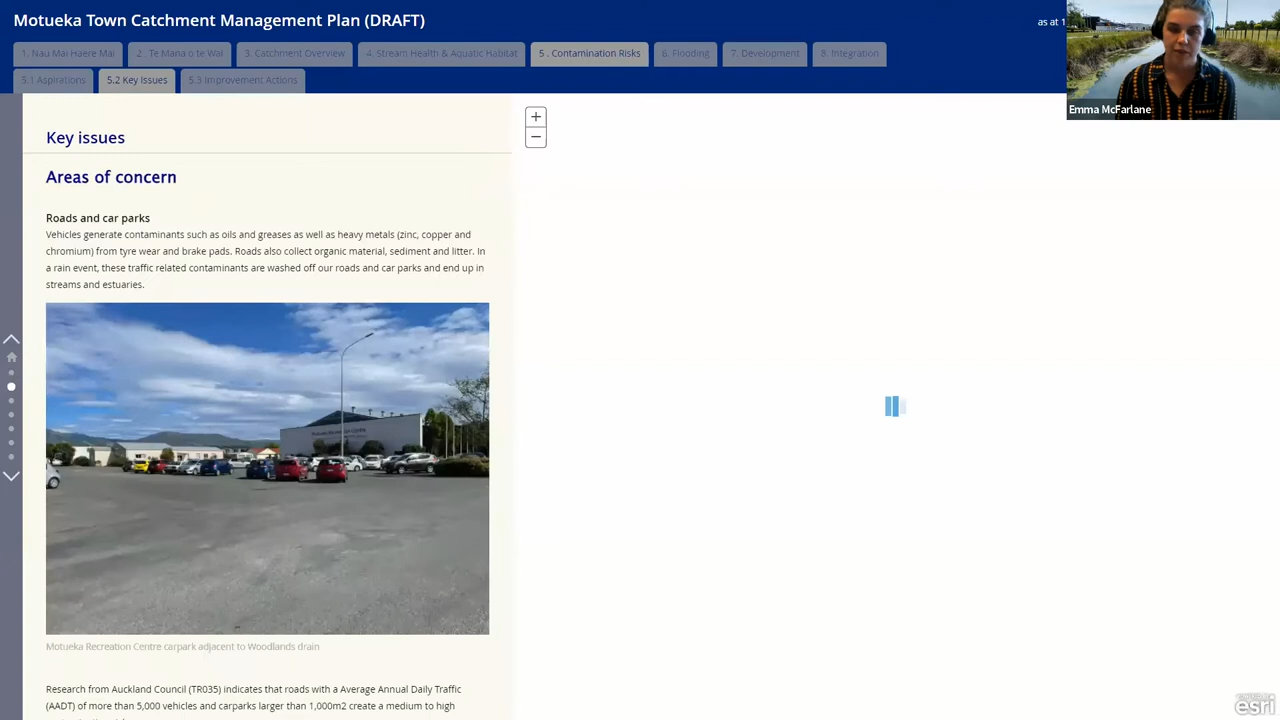 Motueka Town Catchment Management Plan (DRAFT)
as at 1
1. Nau Mai Haere Mai
2 . Te Mana o te Wai
3. Catchment Overview
4. Stream Health & Aquatic Habitat
5 . Contamination Risks
6. Flooding
7. Development
8. Integration
5.1 Aspirations
5.2 Key Issues
5.3 Improvement Actions
Emma McFarlane
+
−
Key issues
Areas of concern
Roads and car parks
Vehicles generate contaminants such as oils and greases as well as heavy metals (zinc, copper and
chromium) from tyre wear and brake pads. Roads also collect organic material, sediment and litter. In
a rain event, these traffic related contaminants are washed off our roads and car parks and end up in
streams and estuaries.
Motueka Recreation Centre
Motueka Recreation Centre carpark adjacent to Woodlands drain
Research from Auckland Council (TR035) indicates that roads with a Average Annual Daily Traffic
(AADT) of more than 5,000 vehicles and carparks larger than 1,000m2 create a medium to high
esri